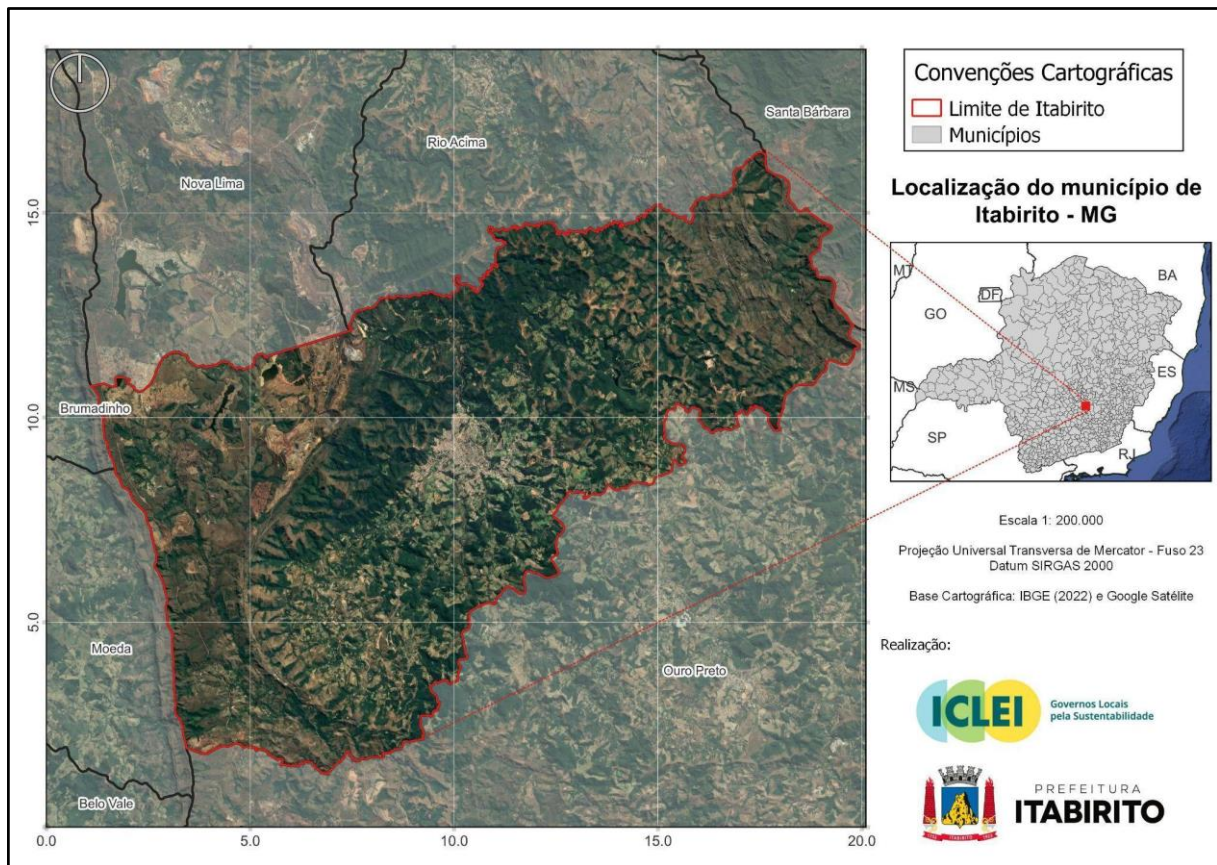 Santa Bárbara
Rio Acima
Nova Lima
Brumadinho
Moeda
Ouro Preto
Belo Vale
15.0
10.0
5.0
0.0
5.0
10.0
15.0
20.0
Convenções Cartográficas
Limite de Itabirito
Municípios
Localização do município de
Itabirito - MG
MT
BA
DF
GO
ES
MS
SP
RJ
Escala 1: 200.000
Projeção Universal Transversa de Mercator - Fuso 23
Datum SIRGAS 2000
Base Cartográfica: IBGE (2022) e Google Satélite
Realização:
ICLEI
Governos Locais
pela Sustentabilidade
PREFEITURA
ITABIRITO
ITABIRITO